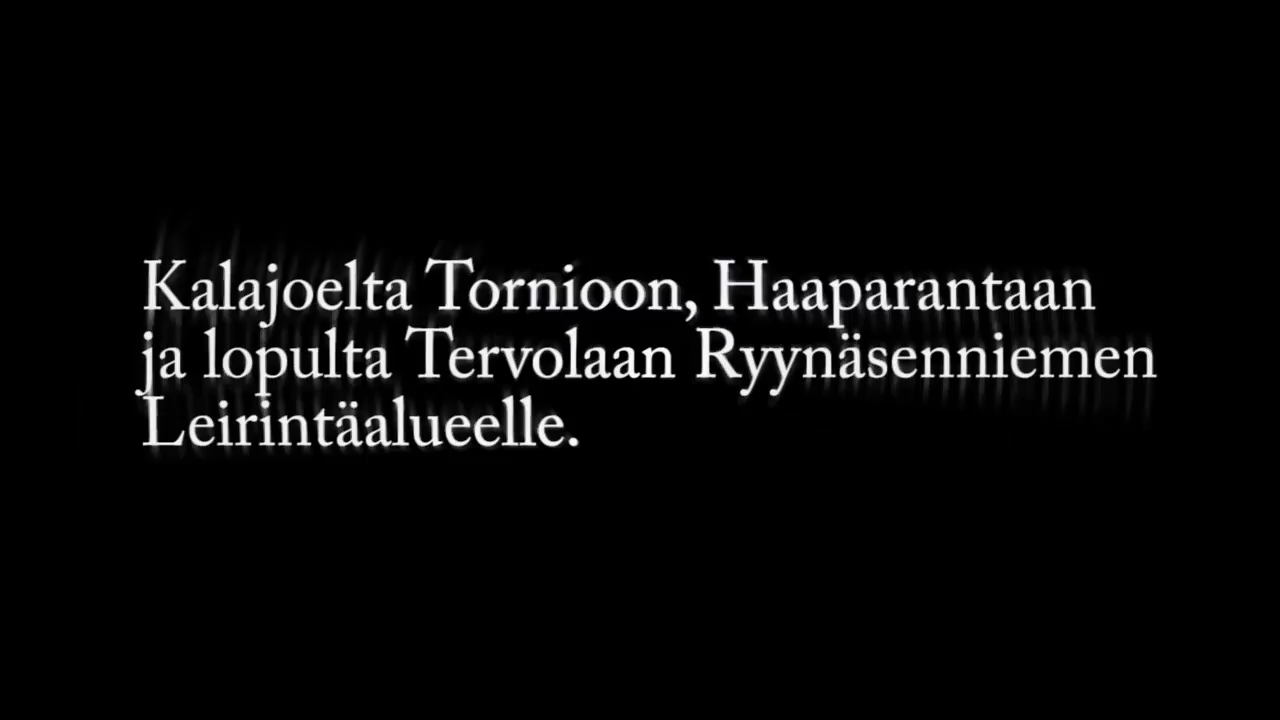 Kalajoelta Tornioon, Haaparantaan
ja lopulta Tervolaan Ryynäsenniemen
Leirintäalueelle.